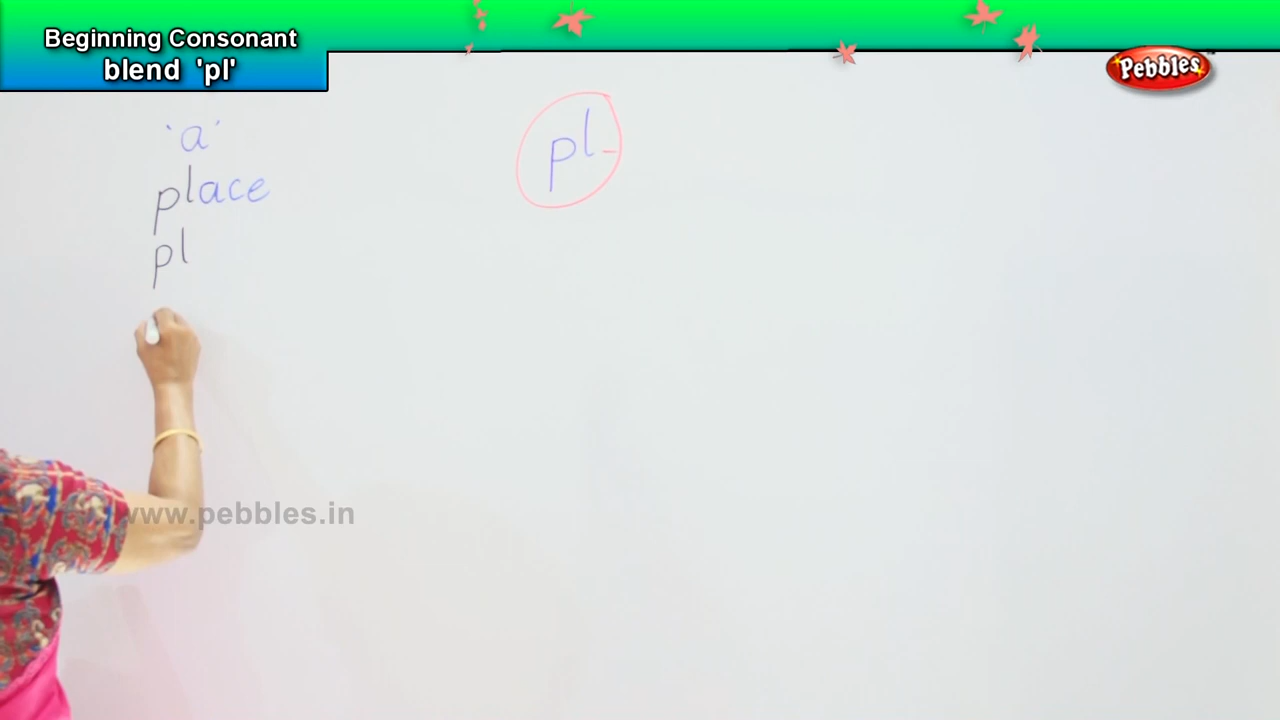 Beginning Consonant
blend 'pl'
Pebbles
'a'
pl-
place
pl
www.pebbles.in